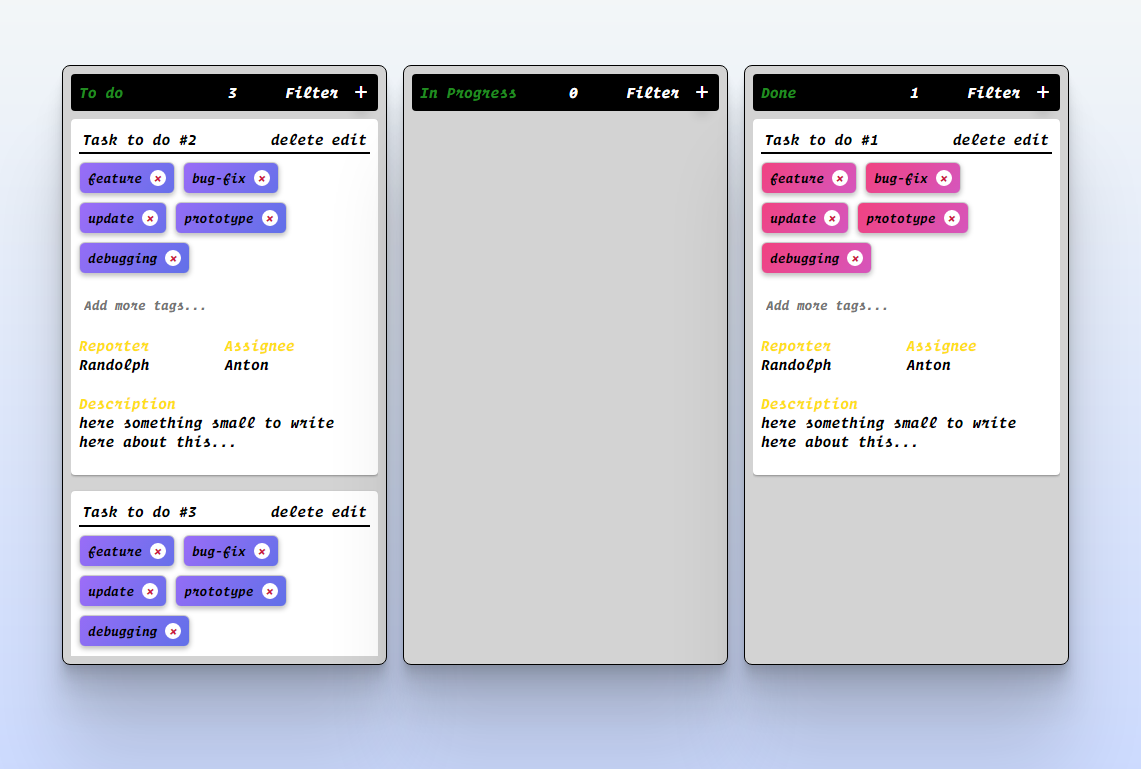 To do 3 Filter +
Task to do #2 delete edit
feature × bug-fix ×
update × prototype ×
debugging ×
Add more tags...
Reporter Assignee
Randolph Anton
Description
here something small to write
here about this...
Task to do #3 delete edit
feature × bug-fix ×
update × prototype ×
debugging ×
In Progress 0 Filter +
Done 1 Filter +
Task to do #1 delete edit
feature × bug-fix ×
update × prototype ×
debugging ×
Add more tags...
Reporter Assignee
Randolph Anton
Description
here something small to write
here about this...